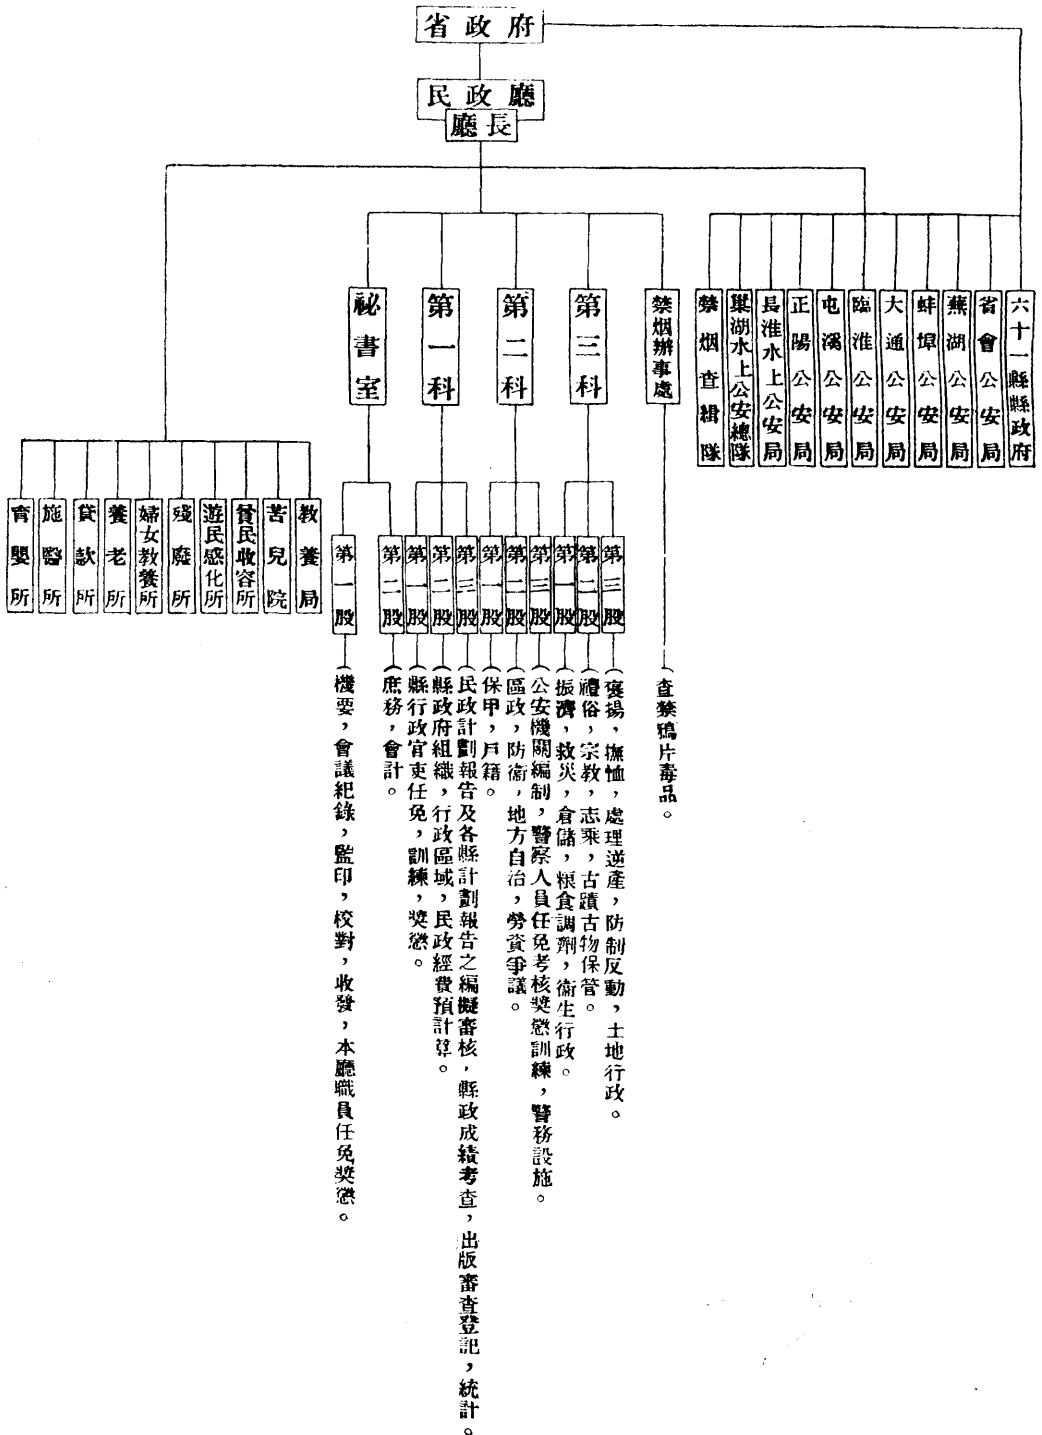 省政府
民政廳
廳長
祕書室
第一科
第二科
第三科
禁烟辦事處
禁烟查緝隊
巢湖水上公安總隊
長淮水上公安局
正陽公安局
屯溪公安局
臨淮公安局
大通公安局
蚌埠公安局
蕪湖公安局
省會公安局
六十一縣縣政府
育嬰所
施醫所
貸款所
養老所
婦女教養所
殘廢所
遊民感化所
貧民收容所
苦兒院
教養局
第一股
第二股
第一股
第二股
第三股
第一股
第二股
第三股
第一股
第二股
第三股
(機要，會議紀錄，監印，校對，收發，本廳職員任免獎懲。
(庶務，會計。
(縣行政官吏任免，訓練，獎懲。
(縣政府組織，行政區域，民政經費預計算。
(民政計劃報告及各縣計劃報告之編擬審核，縣政成績考查，出版審查登記，統計。
(保甲，戶籍。
(區政，防衞，地方自治，勞資爭議。
(公安機關編制，警察人員任免考核獎懲訓練，警務設施。
(振濟，救災，倉儲，粮食調劑，衞生行政。
(禮俗，宗教，志乘，古蹟古物保管。
(褒揚，撫恤，處理逆產，防制反動，土地行政。
(查禁鴉片毒品。